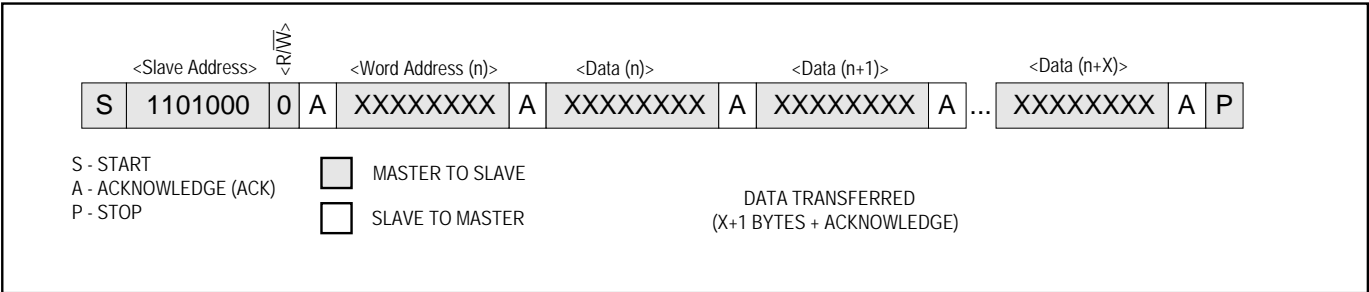 <Slave Address> <R/W> <Word Address (n)> <Data (n)> <Data (n+1)> <Data (n+X)>
S 1101000 0 A XXXXXXXX A XXXXXXXX A XXXXXXXX A ... XXXXXXXX A P
S - START
A - ACKNOWLEDGE (ACK)
P - STOP
MASTER TO SLAVE
SLAVE TO MASTER
DATA TRANSFERRED
(X+1 BYTES + ACKNOWLEDGE)